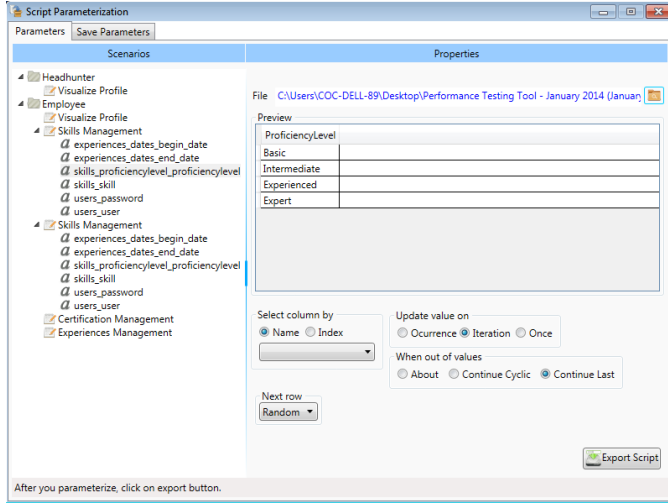 Script Parameterization
Parameters Save Parameters
Scenarios
Properties
Headhunter
Visualize Profile
Employee
Visualize Profile
Skills Management
a experiences_dates_begin_date
a experiences_dates_end_date
a skills_proficiencylevel_proficiencylevel
a skills_skill
a users_password
a users_user
Skills Management
a experiences_dates_begin_date
a experiences_dates_end_date
a skills_proficiencylevel_proficiencylevel
a skills_skill
a users_password
a users_user
Certification Management
Experiences Management
File C:\Users\COC-DELL-89\Desktop\Performance Testing Tool - January 2014 (January
Preview
ProficiencyLevel
Basic
Intermediate
Experienced
Expert
Select column by
Name Index
Update value on
Ocurrence Iteration Once
When out of values
About Continue Cyclic Continue Last
Next row
Random
Export Script
After you parameterize, click on export button.